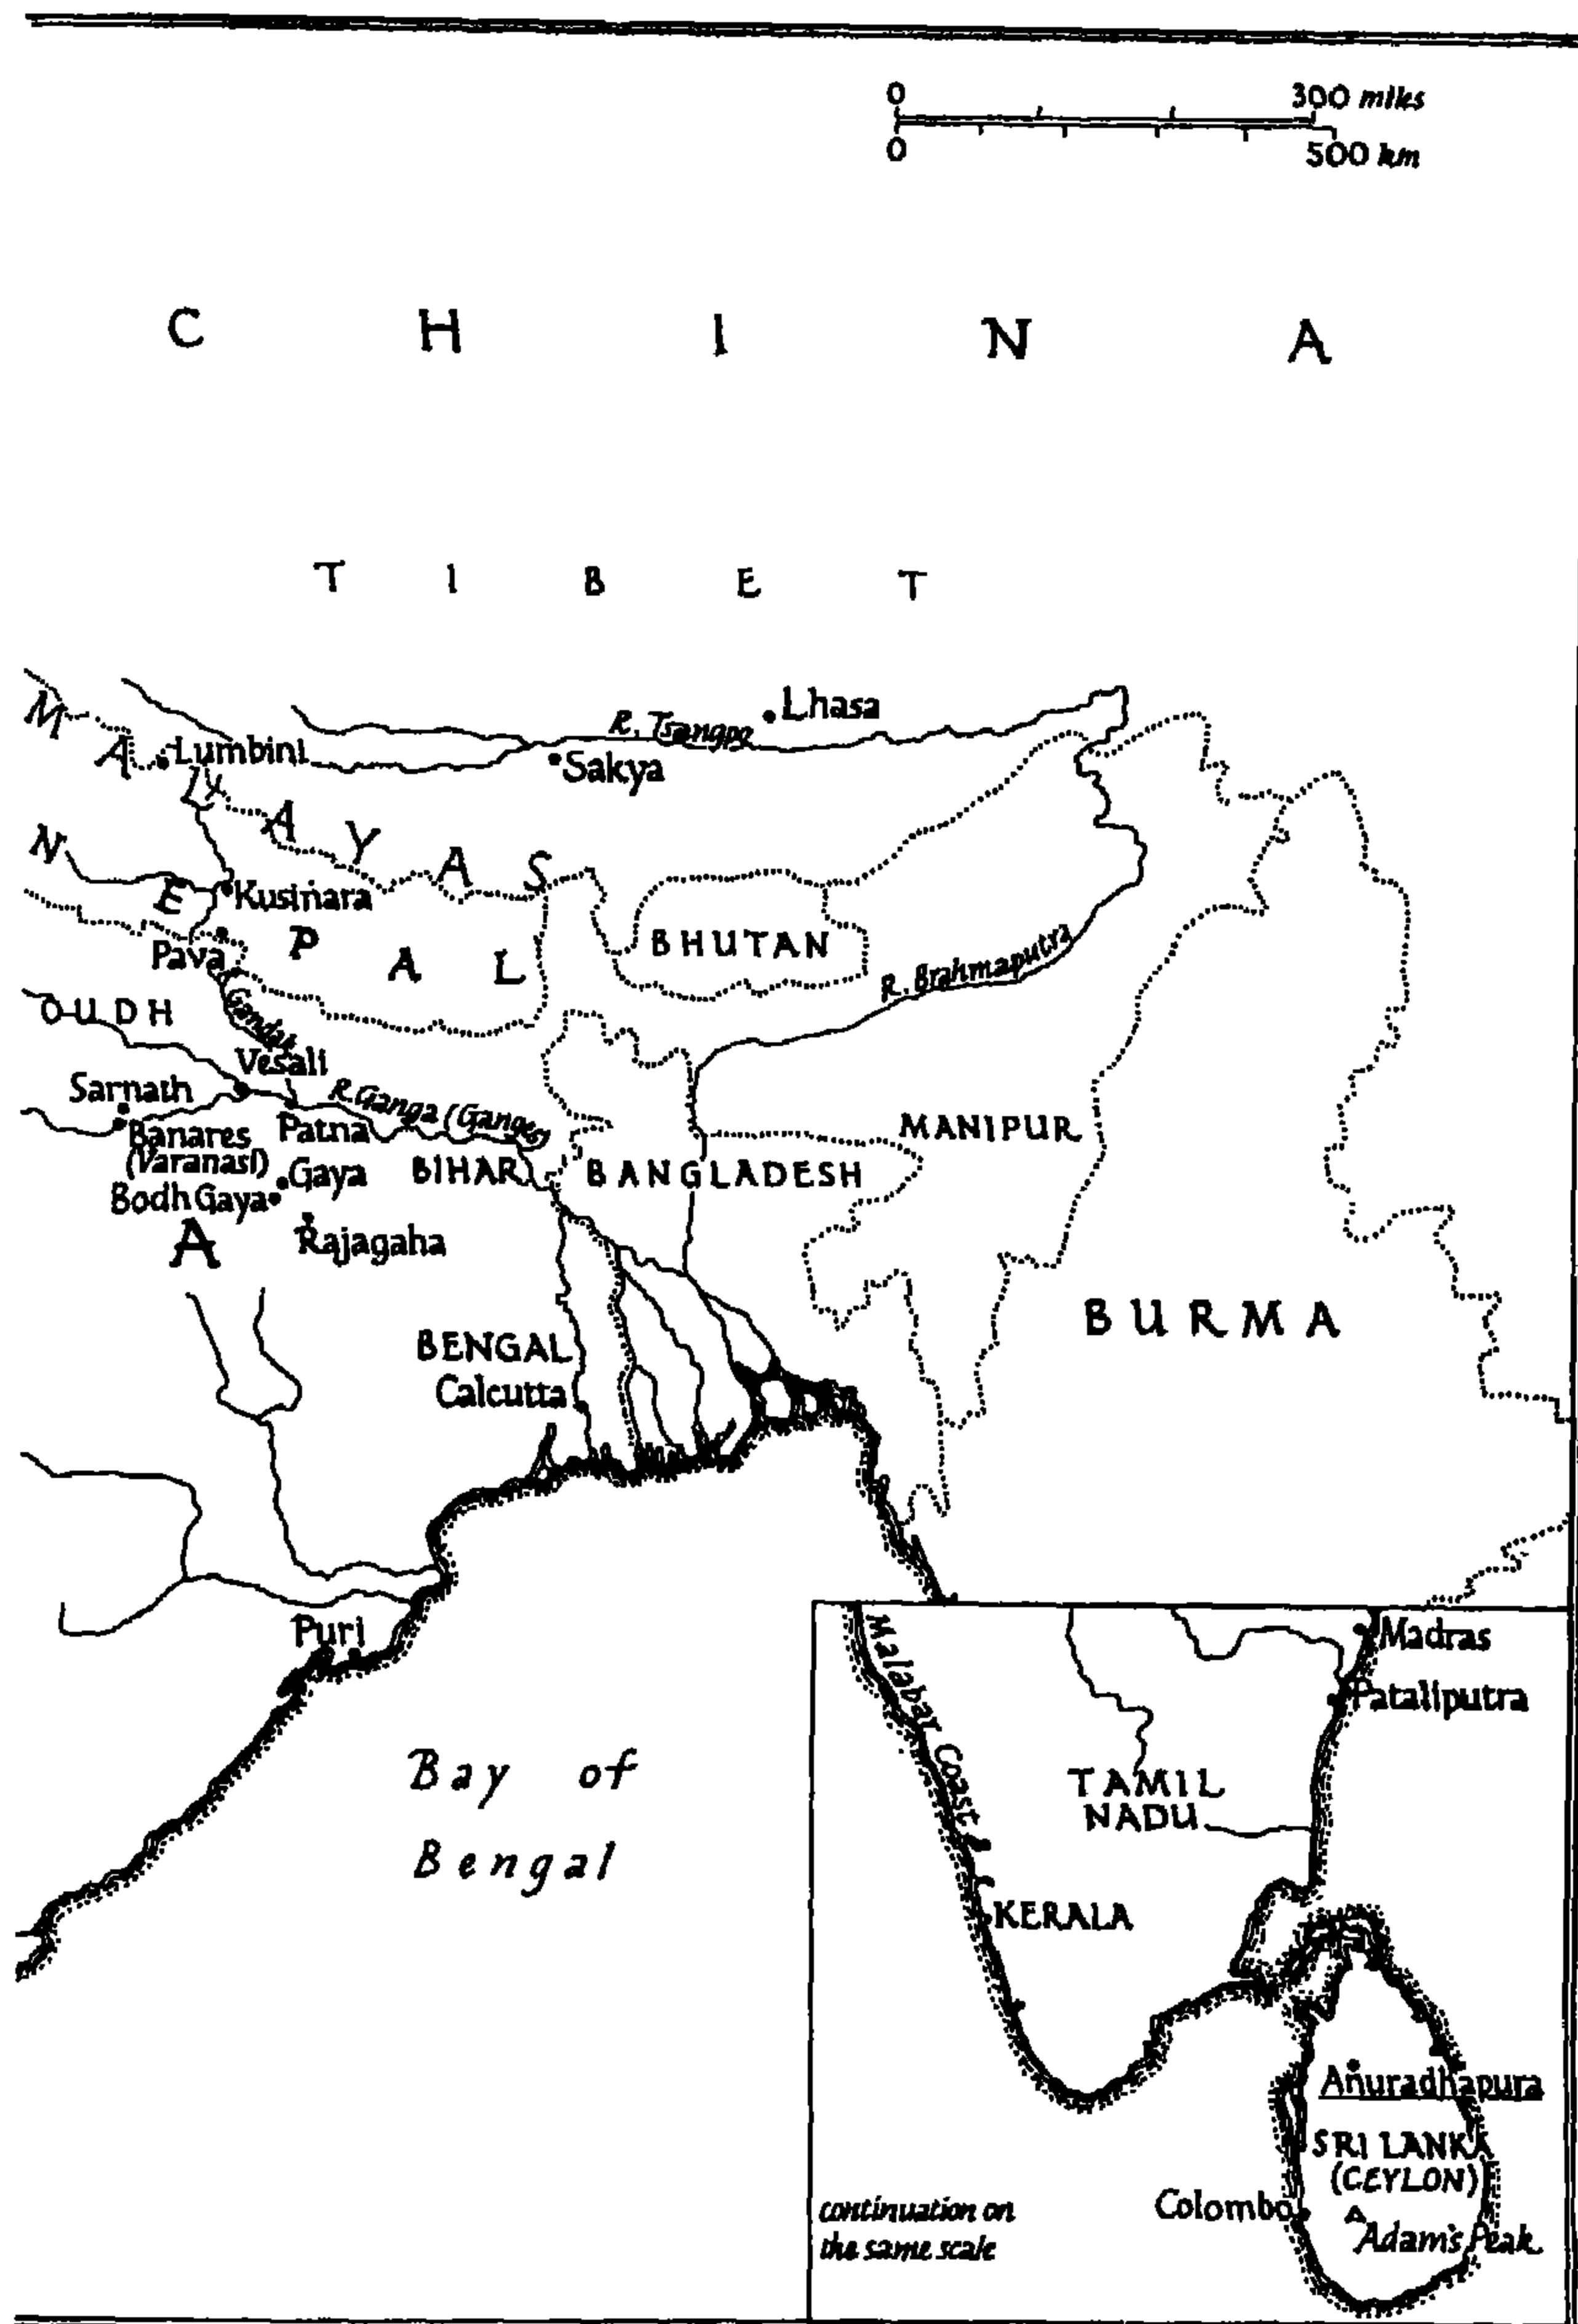 0 300 miles
0 500 km
C H I N A
T I B E T
M A L A Y A S
Lhasa
R. Tsangpo
Lumbini
Sakya
N E P A L
Kusinara
Pava
BHUTAN
R. Brahmaputra
OUDH
Gandak
Vesali
Sarnath
R. Ganga (Ganges)
Banares
(Varanasi)
Patna
MANIPUR
Gaya
BIHAR
BANGLADESH
Bodh Gaya
A
Rajagaha
BURMA
BENGAL
Calcutta
Puri
Bay of
Bengal
Malabar Coast
Madras
Pataliputra
TAMIL
NADU
KERALA
Anuradhapura
SRI LANKA
(CEYLON)
Colombo
Adam's Peak
continuation on
the same scale